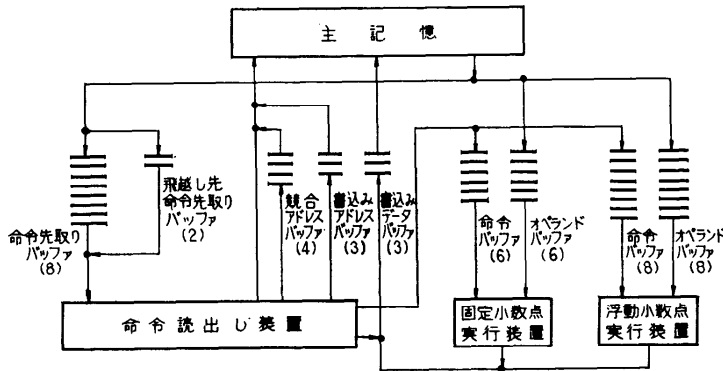 主記憶
飛越し先
命令先取り
バッファ
(2)
命令先取り
バッファ
(8)
競合
アドレス
バッファ
(4)
書込み
アドレス
バッファ
(3)
書込み
データ
バッファ
(3)
命令
バッファ
(6)
オペランド
バッファ
(6)
命令
バッファ
(8)
オペランド
バッファ
(8)
命令読出し装置
固定小数点
実行装置
浮動小数点
実行装置